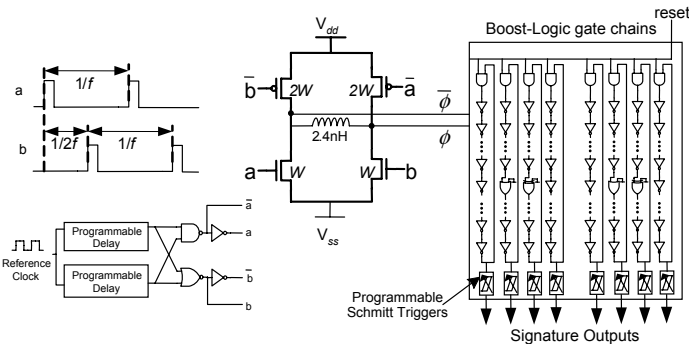 V_dd
Boost-Logic gate chains
reset
a
1/f
b
1/2f
1/f
b̅
2W
2W
a̅
φ̅
2.4nH
φ
a
W
W
b
V_ss
Reference Clock
Programmable Delay
Programmable Delay
a̅
a
b̅
b
Programmable
Schmitt Triggers
Signature Outputs